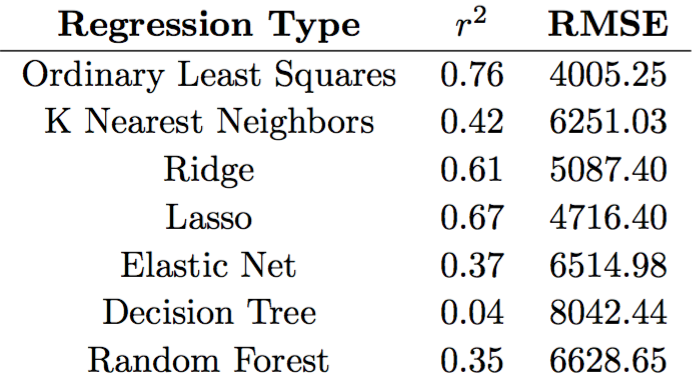 Regression Type r² RMSE
Ordinary Least Squares 0.76 4005.25
K Nearest Neighbors 0.42 6251.03
Ridge 0.61 5087.40
Lasso 0.67 4716.40
Elastic Net 0.37 6514.98
Decision Tree 0.04 8042.44
Random Forest 0.35 6628.65